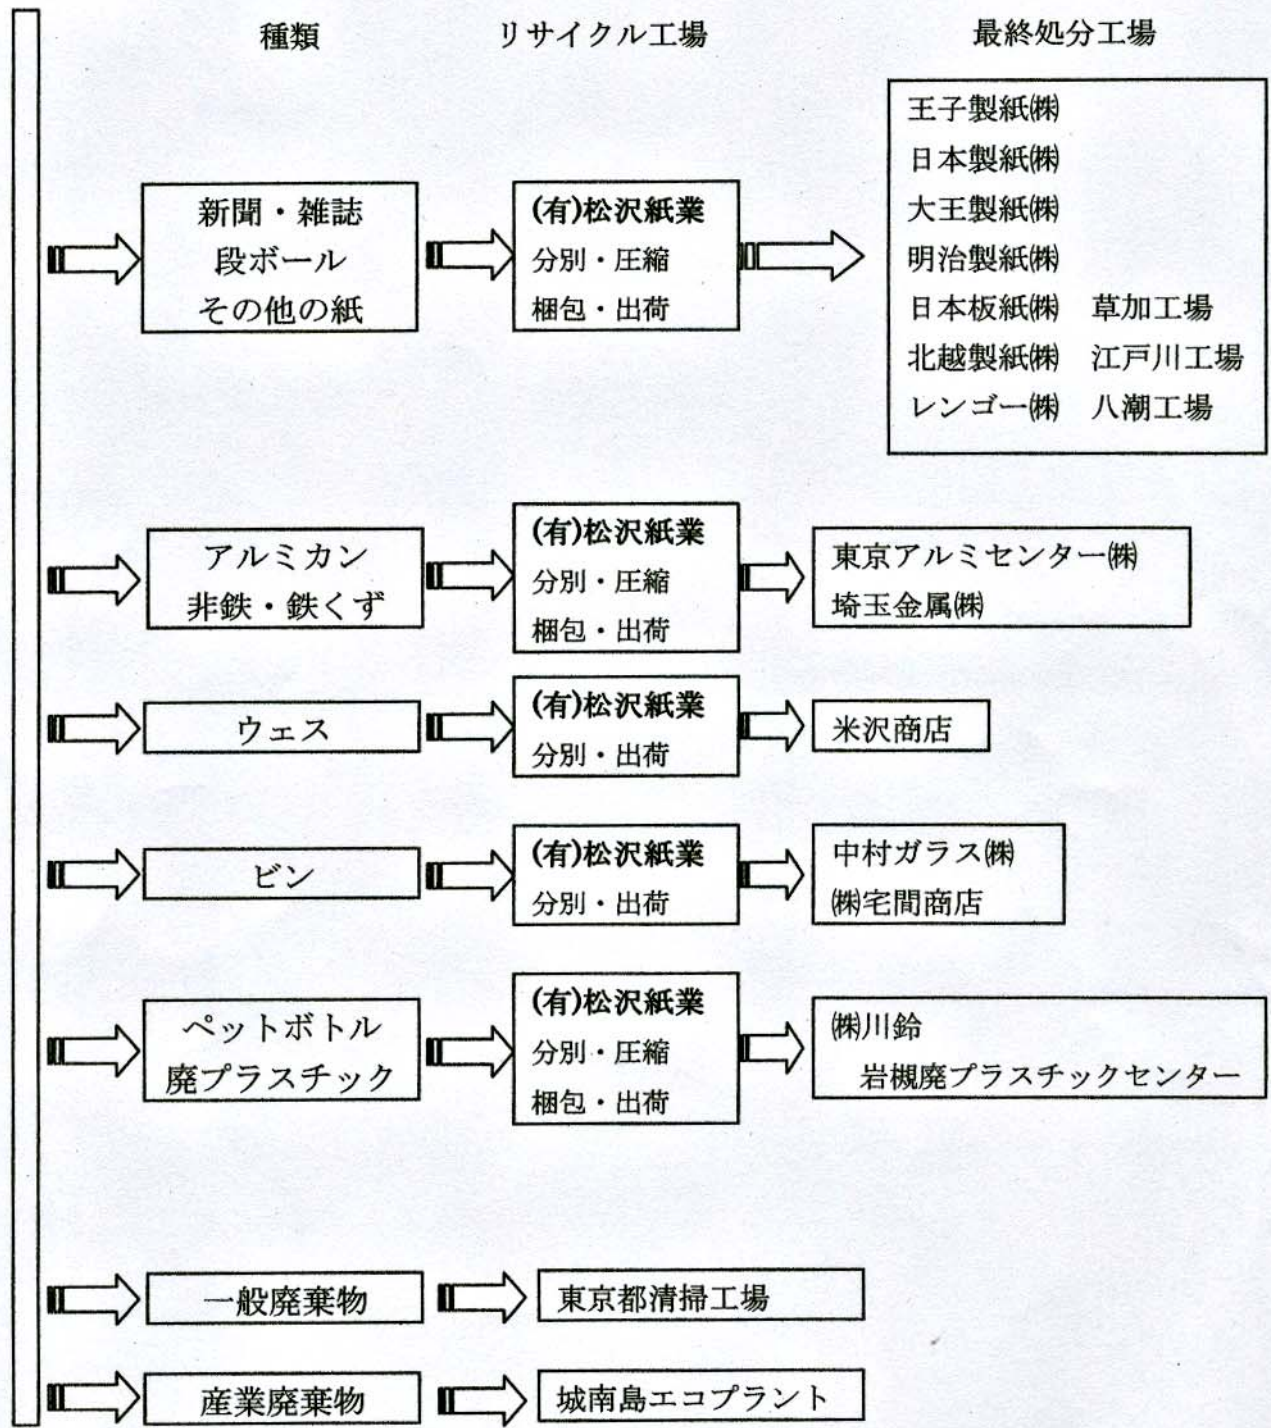 種類　リサイクル工場　最終処分工場
新聞・雑誌
段ボール
その他の紙
(有)松沢紙業
分別・圧縮
梱包・出荷
王子製紙㈱
日本製紙㈱
大王製紙㈱
明治製紙㈱
日本板紙㈱　草加工場
北越製紙㈱　江戸川工場
レンゴー㈱　八潮工場
アルミカン
非鉄・鉄くず
(有)松沢紙業
分別・圧縮
梱包・出荷
東京アルミセンター㈱
埼玉金属㈱
ウェス
(有)松沢紙業
分別・出荷
米沢商店
ビン
(有)松沢紙業
分別・出荷
中村ガラス㈱
㈱宅間商店
ペットボトル
廃プラスチック
(有)松沢紙業
分別・圧縮
梱包・出荷
㈱川鈴
岩槻廃プラスチックセンター
一般廃棄物
東京都清掃工場
産業廃棄物
城南島エコプラント